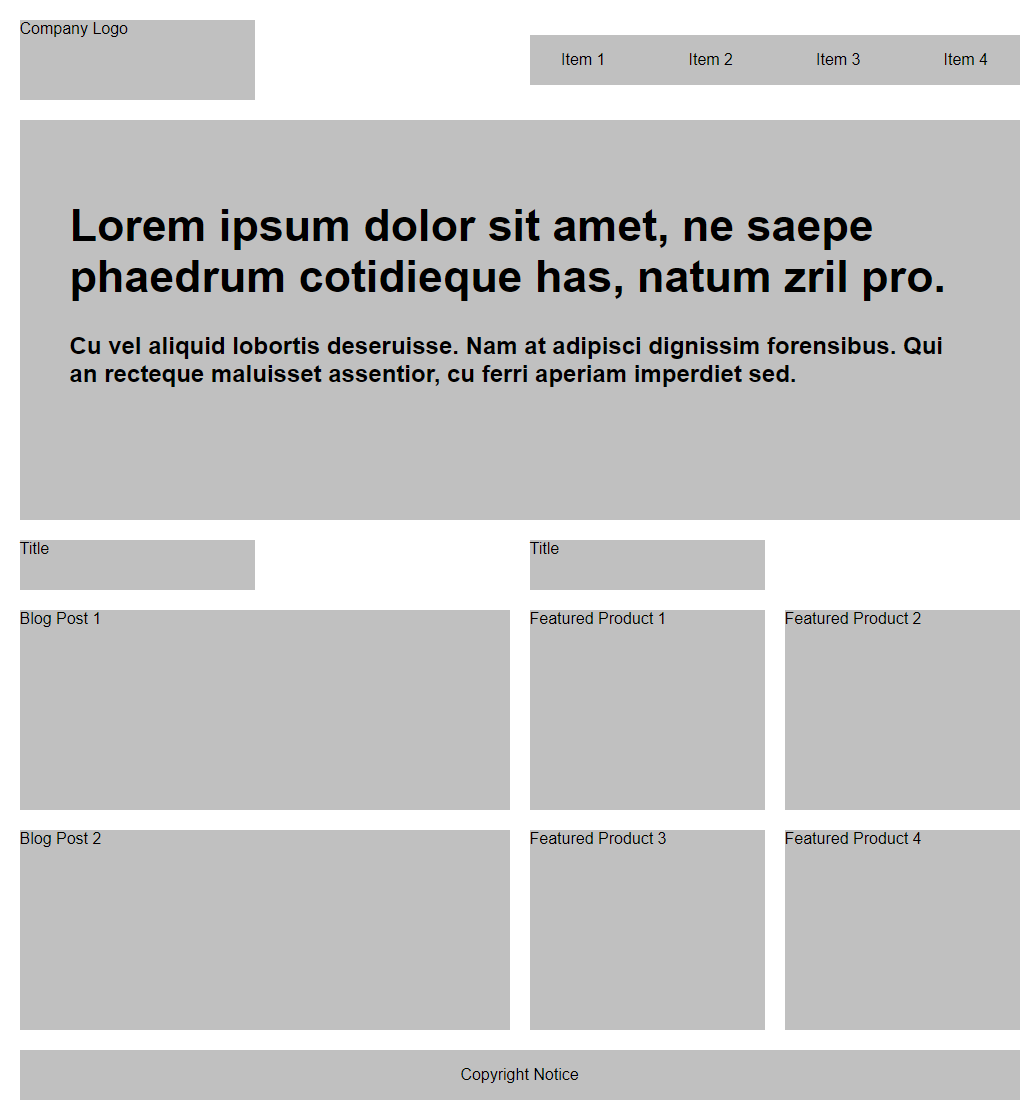 Company Logo
Item 1 Item 2 Item 3 Item 4
Lorem ipsum dolor sit amet, ne saepe
phaedrum cotidieque has, natum zril pro.
Cu vel aliquid lobortis deseruisse. Nam at adipisci dignissim forensibus. Qui
an recteque maluisset assentior, cu ferri aperiam imperdiet sed.
Title Title
Blog Post 1 Featured Product 1 Featured Product 2
Blog Post 2 Featured Product 3 Featured Product 4
Copyright Notice